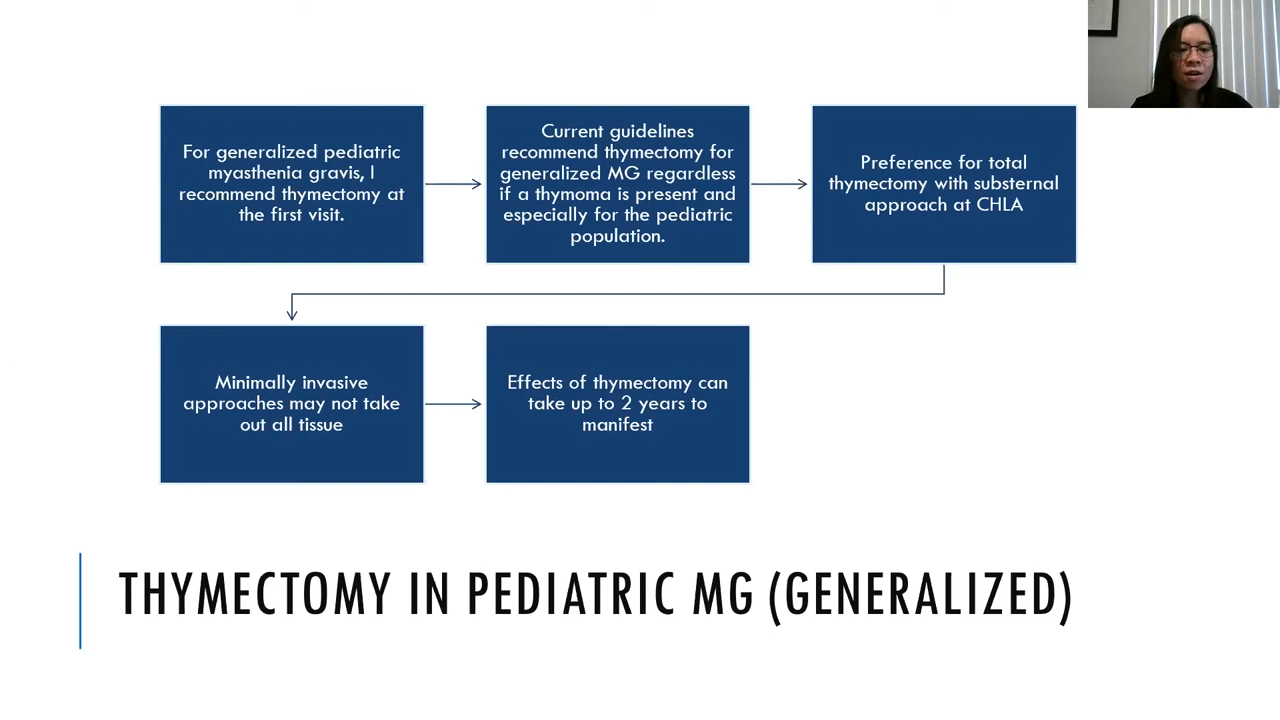 For generalized pediatric
myasthenia gravis, I
recommend thymectomy at
the first visit.
Current guidelines
recommend thymectomy for
generalized MG regardless
if a thymoma is present and
especially for the pediatric
population.
Preference for total
thymectomy with substernal
approach at CHLA
Minimally invasive
approaches may not take
out all tissue
Effects of thymectomy can
take up to 2 years to
manifest
THYMECTOMY IN PEDIATRIC MG (GENERALIZED)